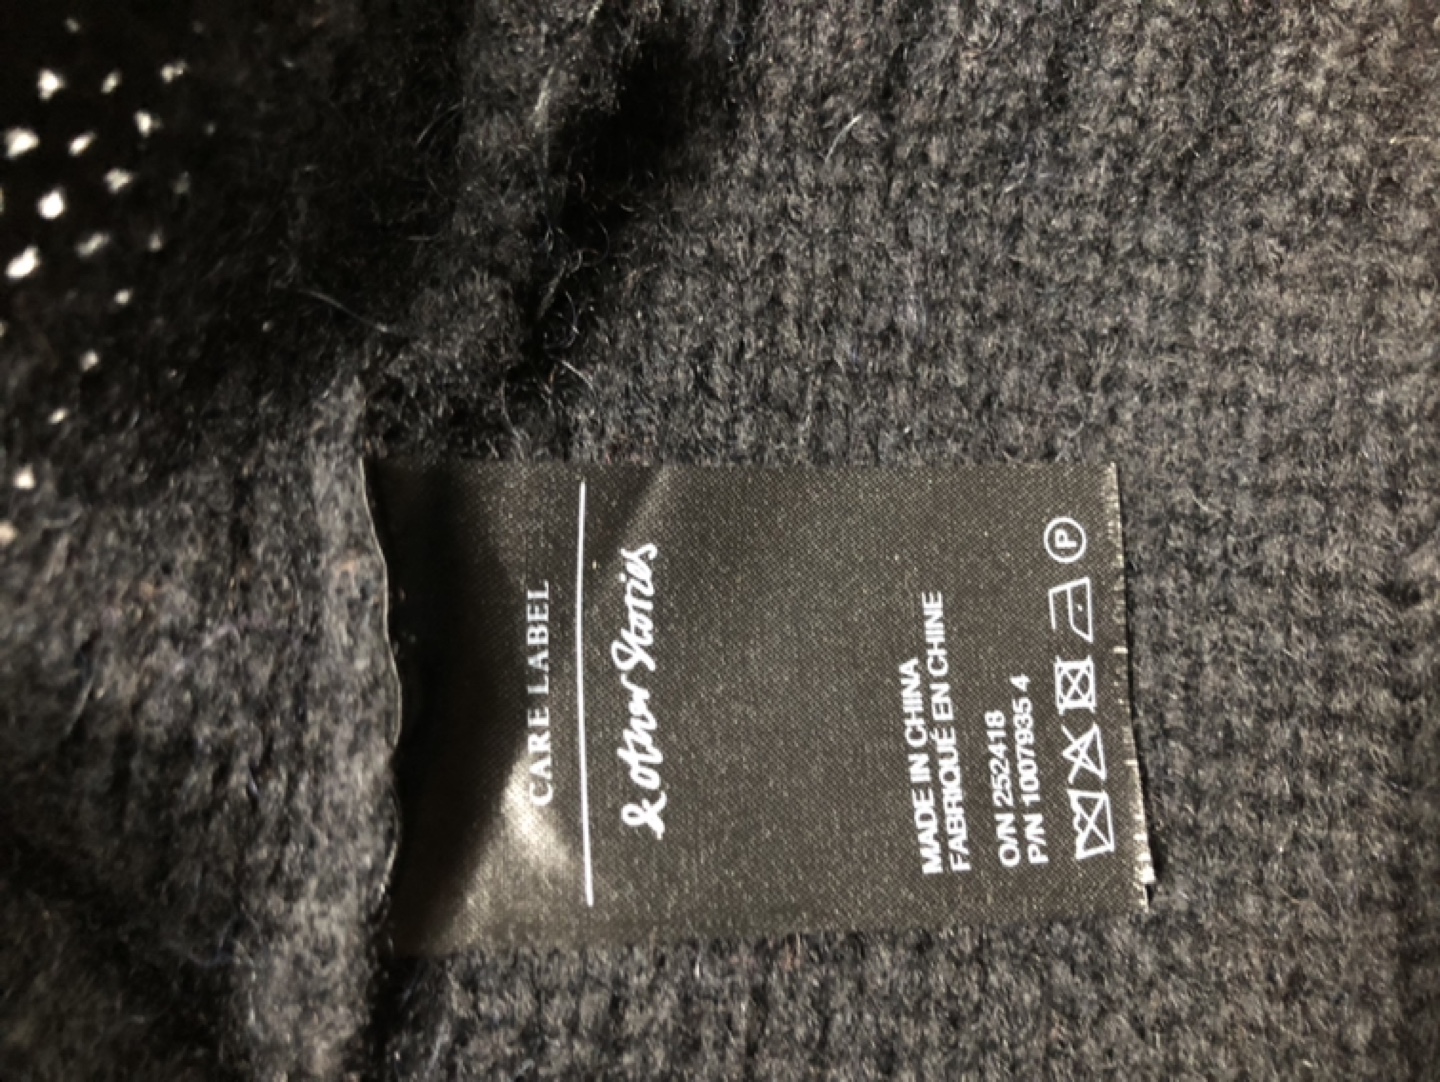 CARE LABEL
& other Stories
MADE IN CHINA
FABRIQUÉ EN CHINE
O/N 252418
P/N 1007935 4
P